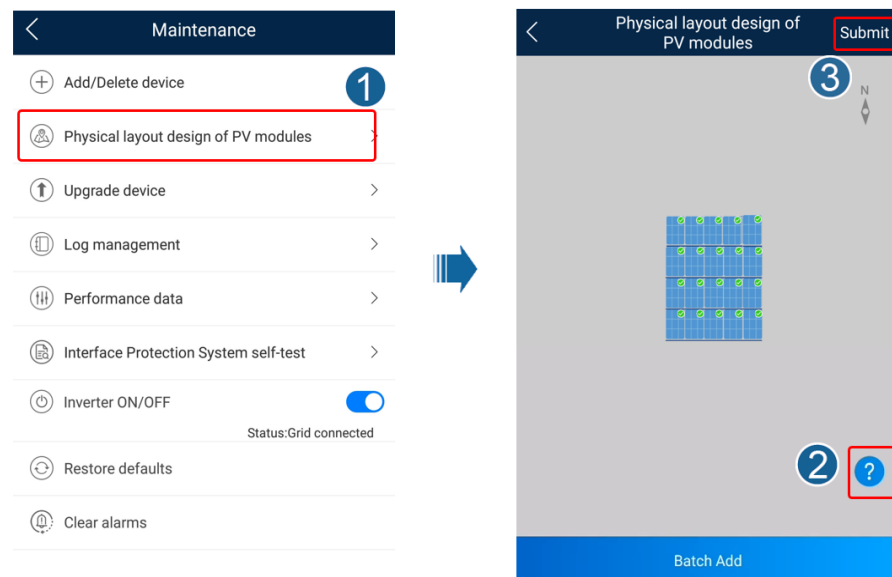 Maintenance
Add/Delete device
1
Physical layout design of PV modules
Upgrade device
Log management
Performance data
Interface Protection System self-test
Inverter ON/OFF
Status:Grid connected
Restore defaults
Clear alarms
Physical layout design of
PV modules
Submit
3
N
2
?
Batch Add